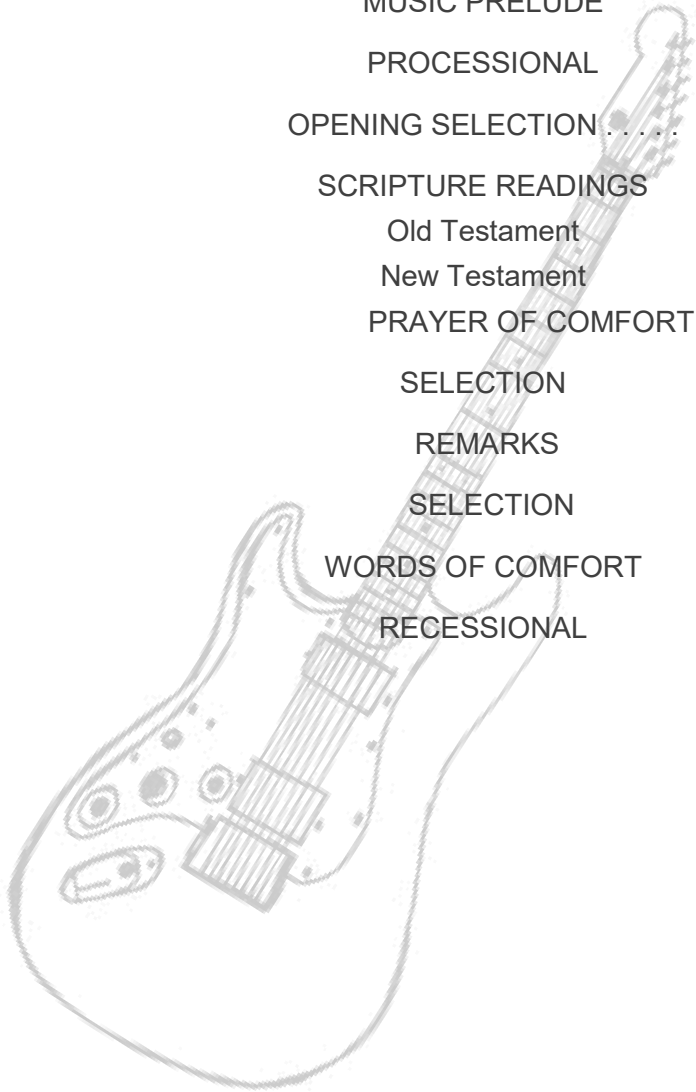 MUSIC PRELUDE
PROCESSIONAL
OPENING SELECTION . . . . .
SCRIPTURE READINGS
Old Testament
New Testament
PRAYER OF COMFORT
SELECTION
REMARKS
SELECTION
WORDS OF COMFORT
RECESSIONAL